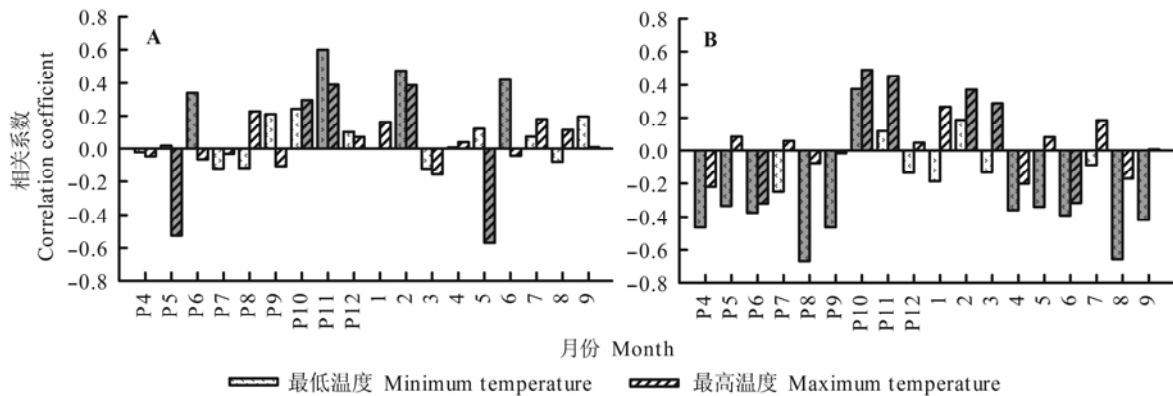 相关系数
Correlation coefficient
0.8
0.6
0.4
0.2
0.0
−0.2
−0.4
−0.6
−0.8
A
P4
P5
P6
P7
P8
P9
P10
P11
P12
1
2
3
4
5
6
7
8
9
0.8
0.6
0.4
0.2
0.0
−0.2
−0.4
−0.6
−0.8
B
P4
P5
P6
P7
P8
P9
P10
P11
P12
1
2
3
4
5
6
7
8
9
月份 Month
最低温度 Minimum temperature
最高温度 Maximum temperature